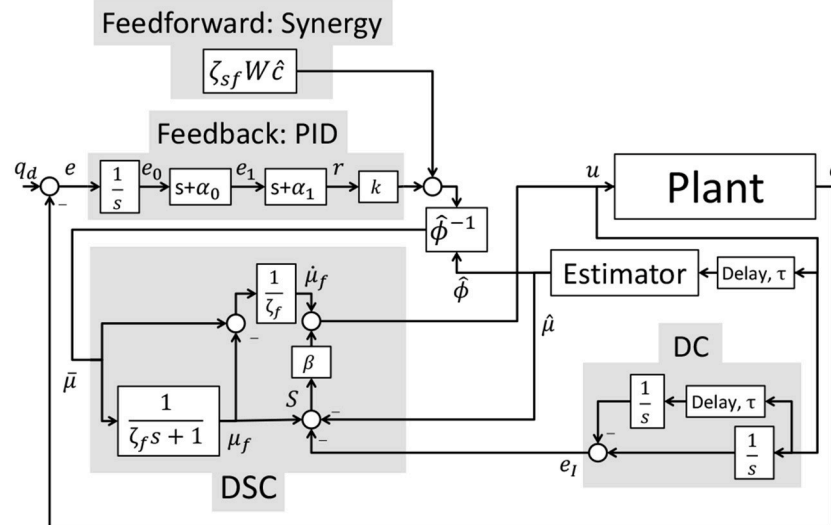 Feedforward: Synergy
ζ_sf W ĉ
Feedback: PID
q_d
e
1/s
e_0
s+α_0
e_1
s+α_1
r
k
u
Plant
ϕ̂^{-1}
ϕ̂
Estimator
Delay, τ
μ̂
1/ζ_f
μ̇_f
β
S
μ̄
1/(ζ_f s + 1)
μ_f
DSC
DC
1/s
Delay, τ
1/s
e_I